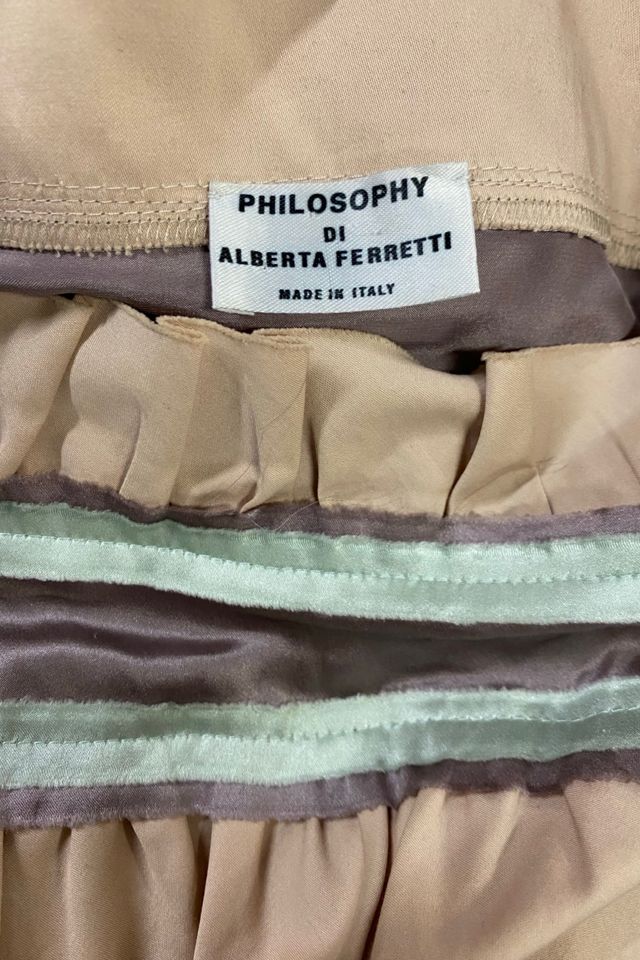 PHILOSOPHY
DI
ALBERTA FERRETTI
MADE IN ITALY